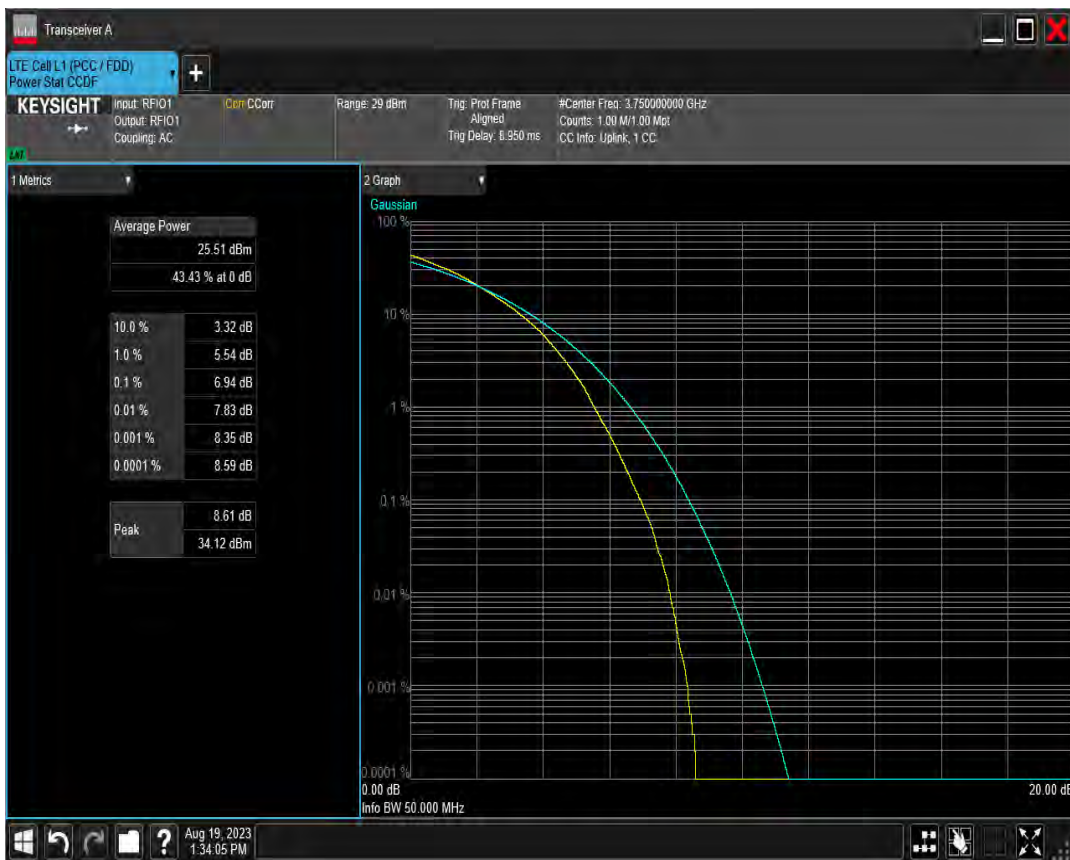 Transceiver A
LTE Cell L1 (PCC / FDD)
Power Stat CCDF
KEYSIGHT
Input: RFIO1
Output: RFIO1
Coupling: AC
Corr CCorr
Range: 29 dBm
Trig: Prot Frame
Aligned
Trig Delay: 8.950 ms
#Center Freq: 3.750000000 GHz
Counts: 1.00 M/1.00 Mpt
CC Info: Uplink, 1 CC
1 Metrics
Average Power
25.51 dBm
43.43 % at 0 dB
10.0 % 3.32 dB
1.0 % 5.54 dB
0.1 % 6.94 dB
0.01 % 7.83 dB
0.001 % 8.35 dB
0.0001 % 8.59 dB
Peak
8.61 dB
34.12 dBm
2 Graph
Gaussian
100 %
10 %
1 %
0.1 %
0.01 %
0.001 %
0.0001 %
0.00 dB
20.00 dB
Info BW 50.000 MHz
Aug 19, 2023
1:34:05 PM